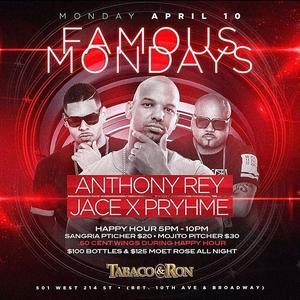 MONDAY APRIL 10
FAMOUS
MONDAYS
ANTHONY REY
JACE X PRYHME
HAPPY HOUR 5PM - 10PM
SANGRIA PTICHER $20 • MOJITO PITCHER $30
50 CENT WINGS DURING HAPPY HOUR
$100 BOTTLES & $125 MOET ROSE ALL NIGHT
TABACO & RON
501 WEST 214 ST • (BET. 10TH AVE & BROADWAY)